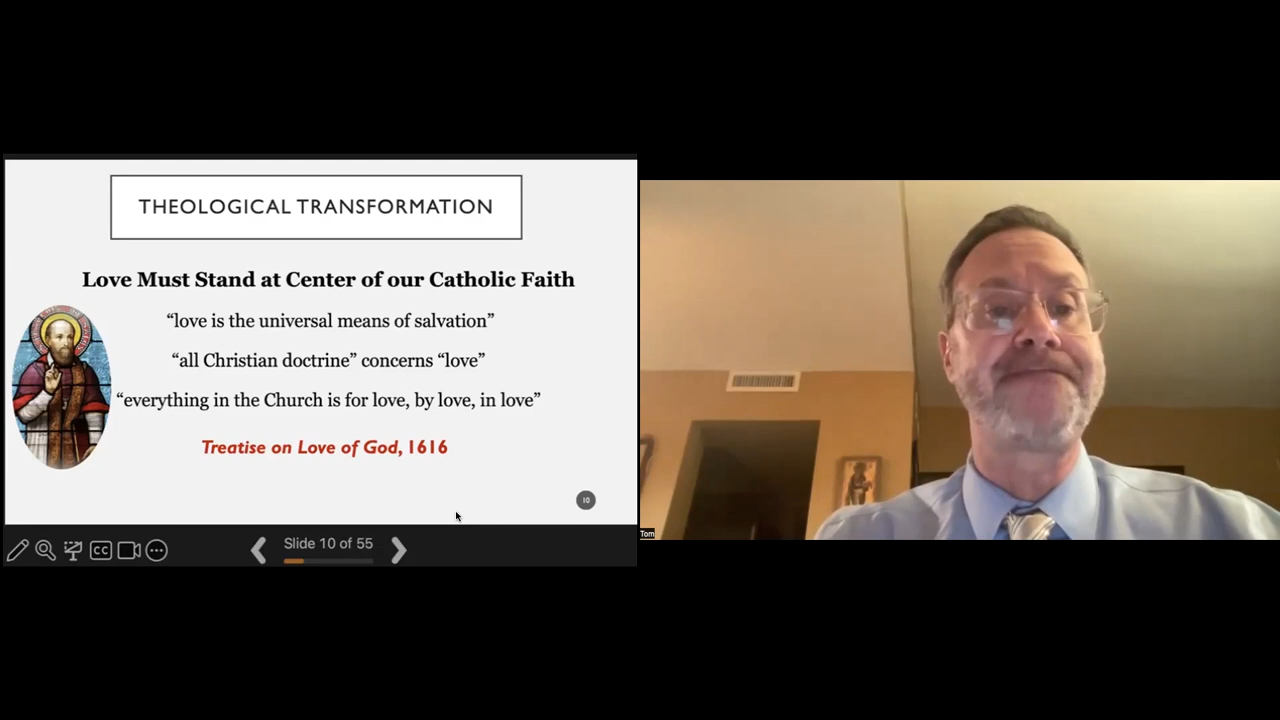 THEOLOGICAL TRANSFORMATION
Love Must Stand at Center of our Catholic Faith
“love is the universal means of salvation”
“all Christian doctrine” concerns “love”
“everything in the Church is for love, by love, in love”
Treatise on Love of God, 1616
10
CC
Slide 10 of 55
Tom